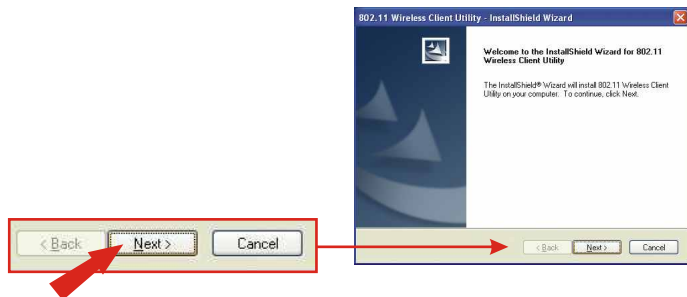 802.11 Wireless Client Utility - InstallShield Wizard
Welcome to the InstallShield Wizard for 802.11
Wireless Client Utility
The InstallShield® Wizard will install 802.11 Wireless Client
Utility on your computer. To continue, click Next.
< Back Next > Cancel
< Back Next > Cancel